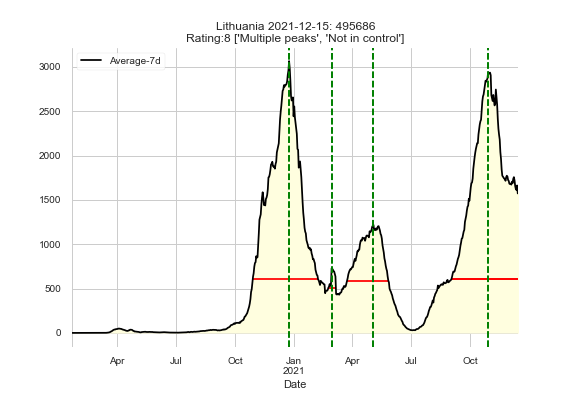 Lithuania 2021-12-15: 495686
Rating:8 ['Multiple peaks', 'Not in control']
Average-7d
3000
2500
2000
1500
1000
500
0
Apr Jul Oct Jan Apr Jul Oct
2021
Date